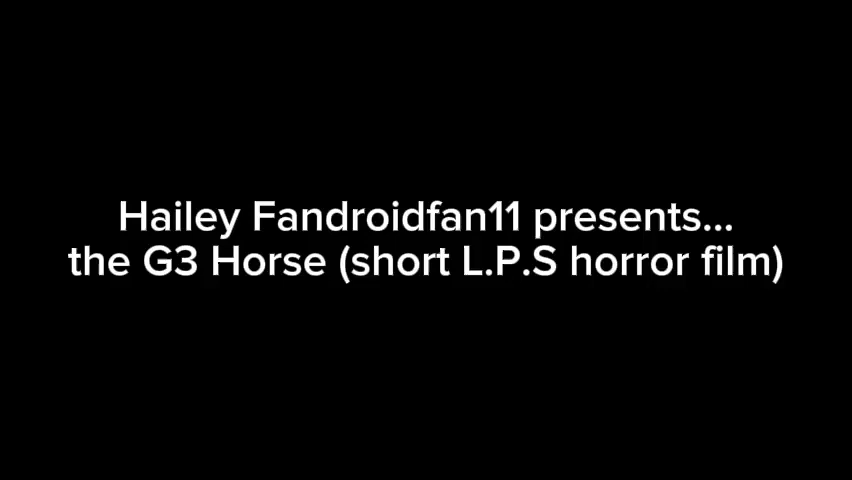 Hailey Fandroidfan11 presents...
the G3 Horse (short L.P.S horror film)